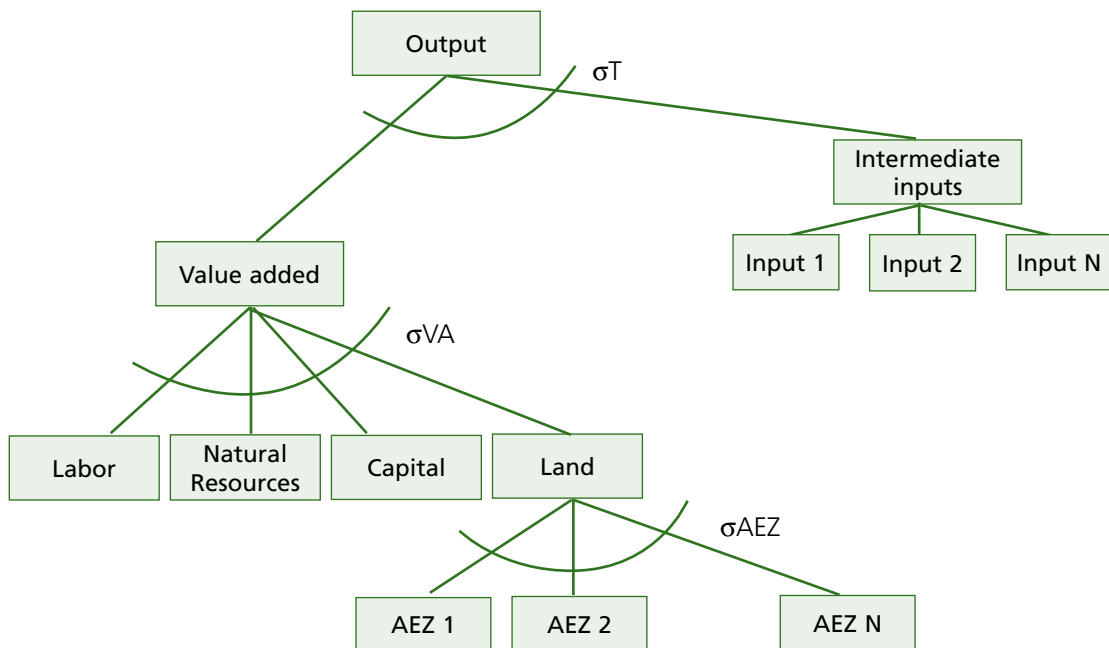 Output
σT
Intermediate
inputs
Value added
Input 1
Input 2
Input N
σVA
Labor
Natural
Resources
Capital
Land
σAEZ
AEZ 1
AEZ 2
AEZ N